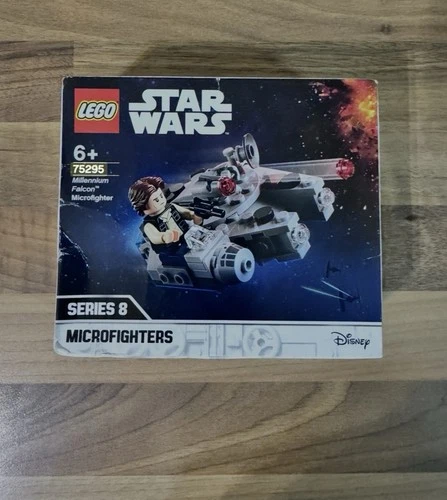 LEGO
STAR
WARS
6+
75295
Millennium
Falcon™
Microfighter
SERIES 8
MICROFIGHTERS
Disney